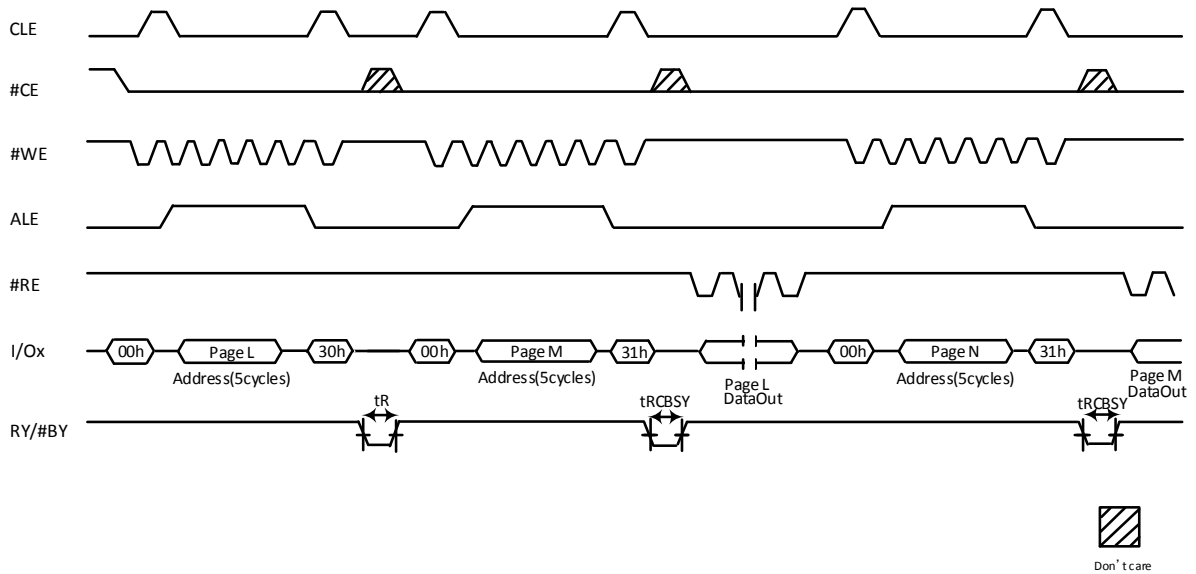 CLE
#CE
#WE
ALE
#RE
I/Ox
00h
Page L
30h
00h
Page M
31h
00h
Page N
31h
Address(5cycles)
Address(5cycles)
Page L
DataOut
Address(5cycles)
Page M
DataOut
RY/#BY
tR
tRCBSY
tRCBSY
Don't care